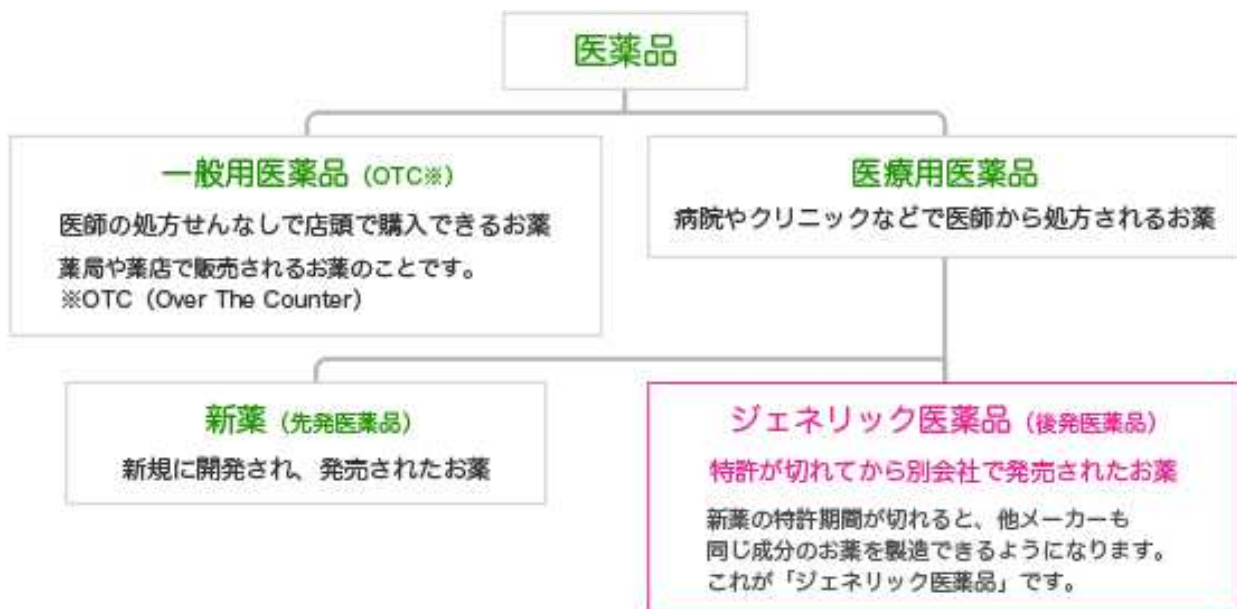 医薬品
一般用医薬品（OTC※）
医師の処方せんなしで店頭で購入できるお薬
薬局や薬店で販売されるお薬のことです。
※OTC（Over The Counter）
医療用医薬品
病院やクリニックなどで医師から処方されるお薬
新薬（先発医薬品）
新規に開発され、発売されたお薬
ジェネリック医薬品（後発医薬品）
特許が切れてから別会社で発売されたお薬
新薬の特許期間が切れると、他メーカーも
同じ成分のお薬を製造できるようになります。
これが「ジェネリック医薬品」です。